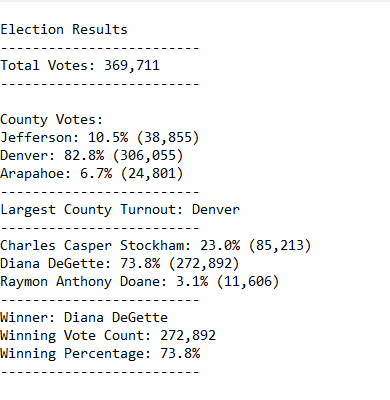 Election Results
-------------------------
Total Votes: 369,711
-------------------------
County Votes:
Jefferson: 10.5% (38,855)
Denver: 82.8% (306,055)
Arapahoe: 6.7% (24,801)
-------------------------
Largest County Turnout: Denver
-------------------------
Charles Casper Stockham: 23.0% (85,213)
Diana DeGette: 73.8% (272,892)
Raymon Anthony Doane: 3.1% (11,606)
-------------------------
Winner: Diana DeGette
Winning Vote Count: 272,892
Winning Percentage: 73.8%
-------------------------